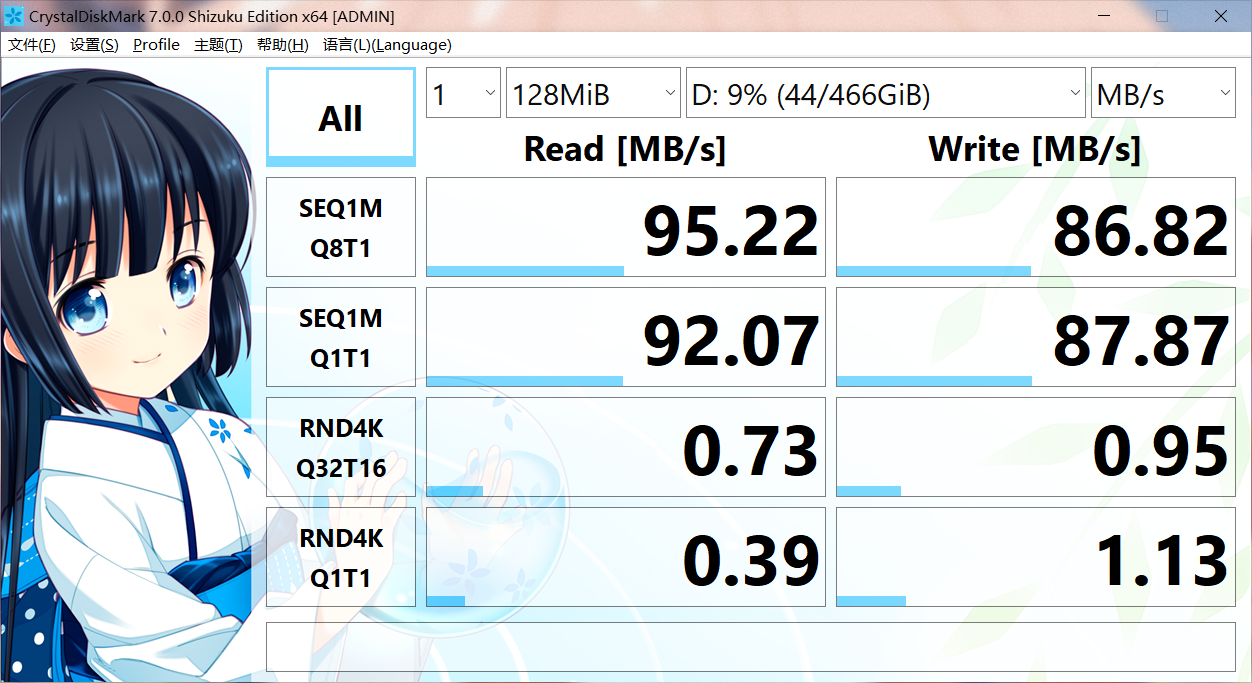 CrystalDiskMark 7.0.0 Shizuku Edition x64 [ADMIN]
文件(F) 设置(S) Profile 主题(T) 帮助(H) 语言(L)(Language)
All 1 128MiB D: 9% (44/466GiB) MB/s
Read [MB/s] Write [MB/s]
SEQ1M
Q8T1 95.22 86.82
SEQ1M
Q1T1 92.07 87.87
RND4K
Q32T16 0.73 0.95
RND4K
Q1T1 0.39 1.13